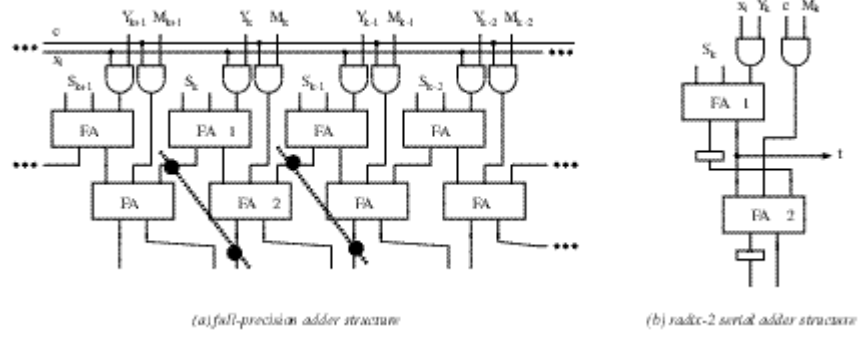 Yk+1 Mk+1 Yk Mk Yk-1 Mk-1 Yk-2 Mk-2
c
xi
Sk+1 Sk Sk-1 Sk-2
FA FA 1 FA FA
FA FA 2 FA FA
(a) full-precision adder structure
xi Yk c Mk
Sk
FA 1
t
FA 2
(b) radix-2 serial adder structure